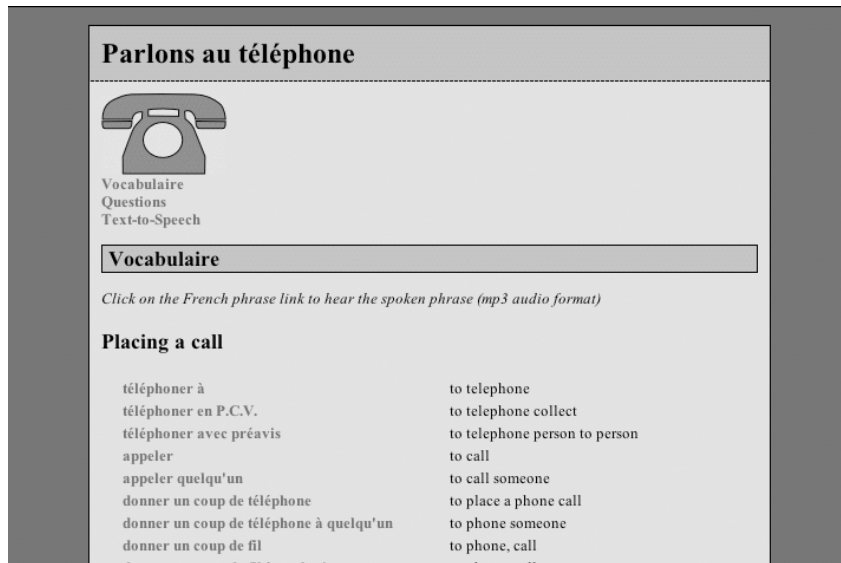 Parlons au téléphone
Vocabulaire
Questions
Text-to-Speech
Vocabulaire
Click on the French phrase link to hear the spoken phrase (mp3 audio format)
Placing a call
téléphoner à to telephone
téléphoner en P.C.V. to telephone collect
téléphoner avec préavis to telephone person to person
appeler to call
appeler quelqu'un to call someone
donner un coup de téléphone to place a phone call
donner un coup de téléphone à quelqu'un to phone someone
donner un coup de fil to phone, call